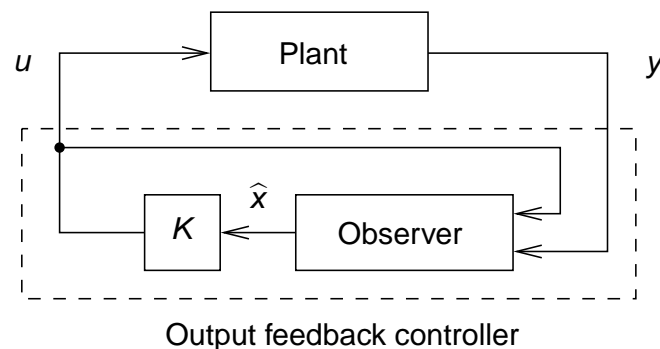 u
Plant
y
K
x̂
Observer
Output feedback controller